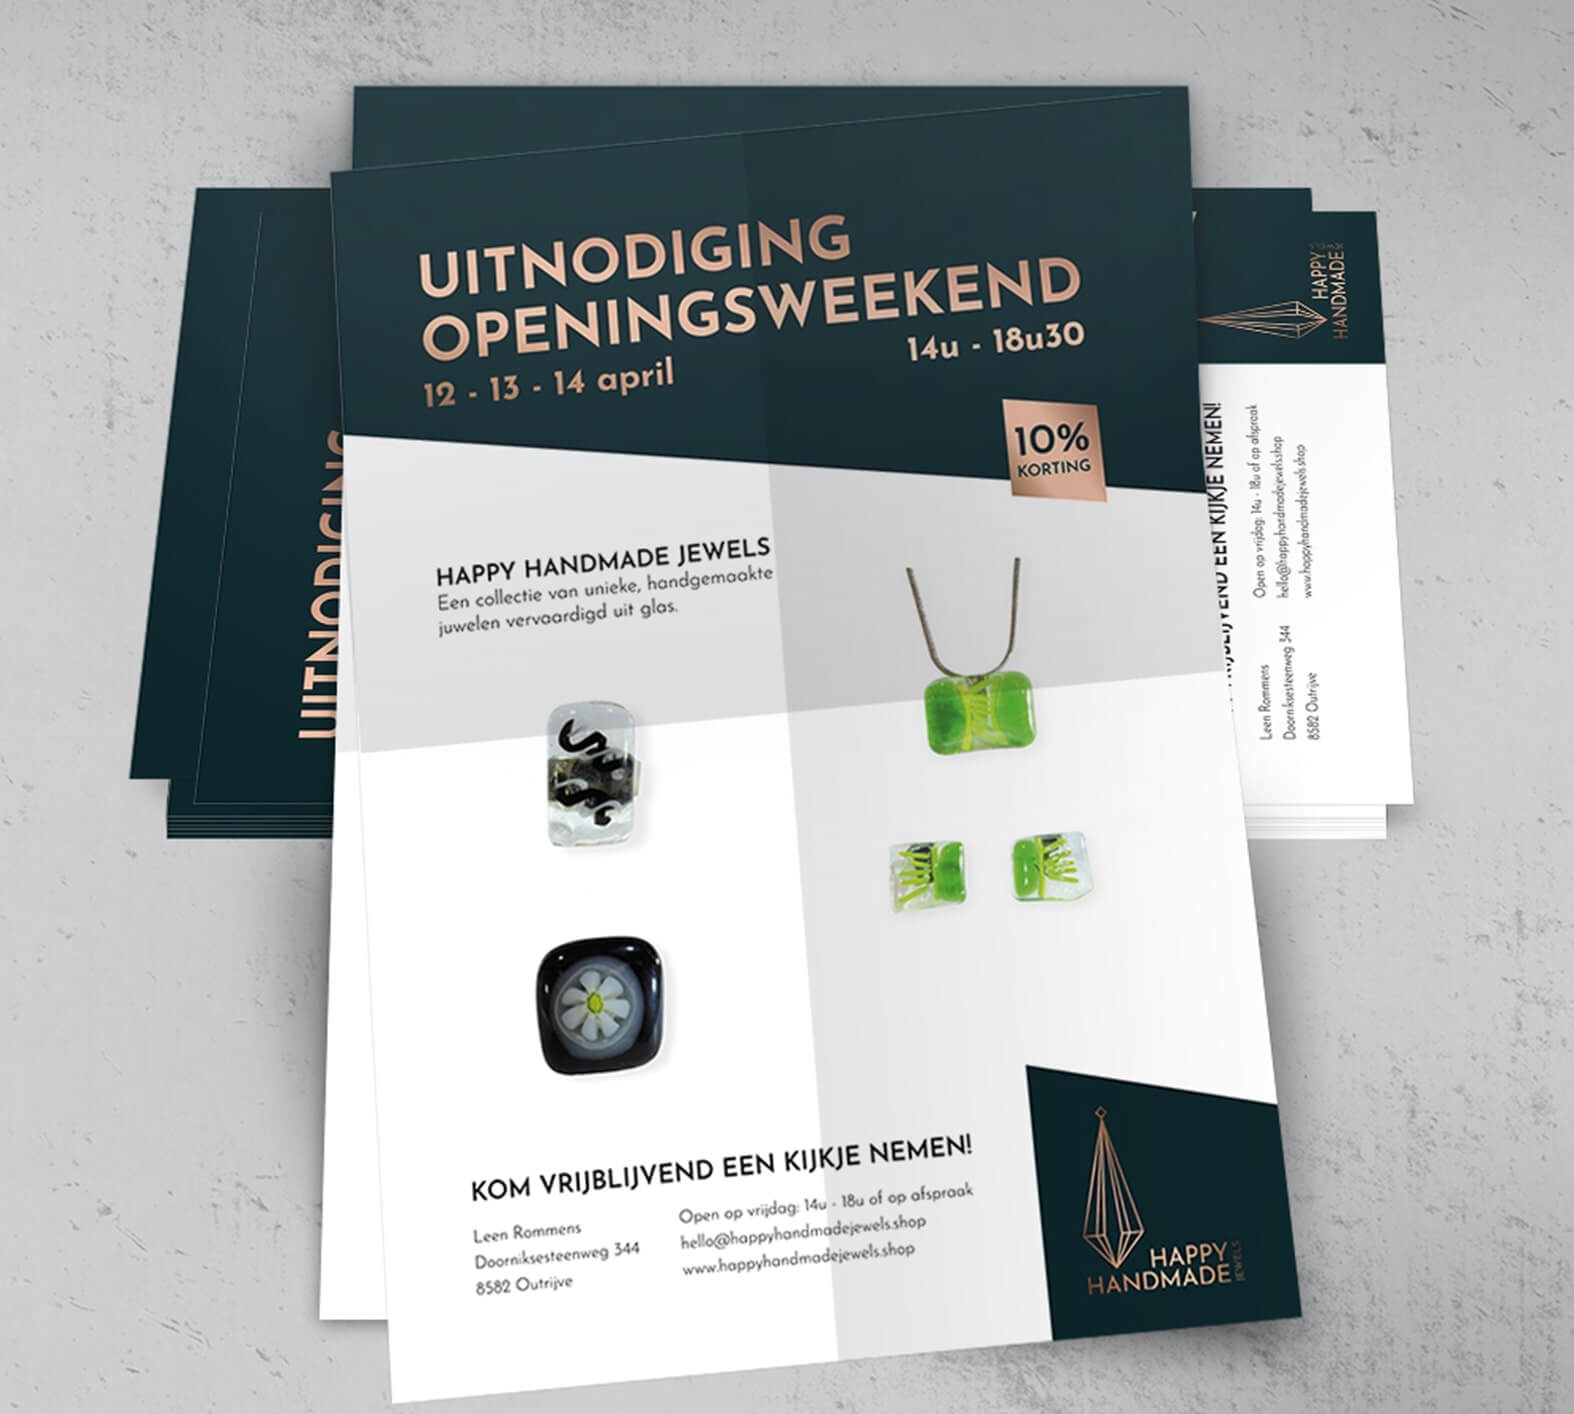 UITNODIGING
OPENINGSWEEKEND
12 - 13 - 14 april
14u - 18u30
10%
KORTING
HAPPY HANDMADE JEWELS
Een collectie van unieke, handgemaakte
juwelen vervaardigd uit glas.
KOM VRIJBLIJVEND EEN KIJKJE NEMEN!
Leen Rommens
Doorniksesteenweg 344
8582 Outrijve
Open op vrijdag: 14u - 18u of op afspraak
hello@happyhandmadejewels.shop
www.happyhandmadejewels.shop
HAPPY
HANDMADE
JEWELS
UITNODIGING
HAPPY
HANDMADE
JEWELS
VRIJBLIJVEND EEN KIJKJE NEMEN!
Open op vrijdag: 14u - 18u of op afspraak
hello@happyhandmadejewels.shop
www.happyhandmadejewels.shop
Leen Rommens
Doorniksesteenweg 344
8582 Outrijve